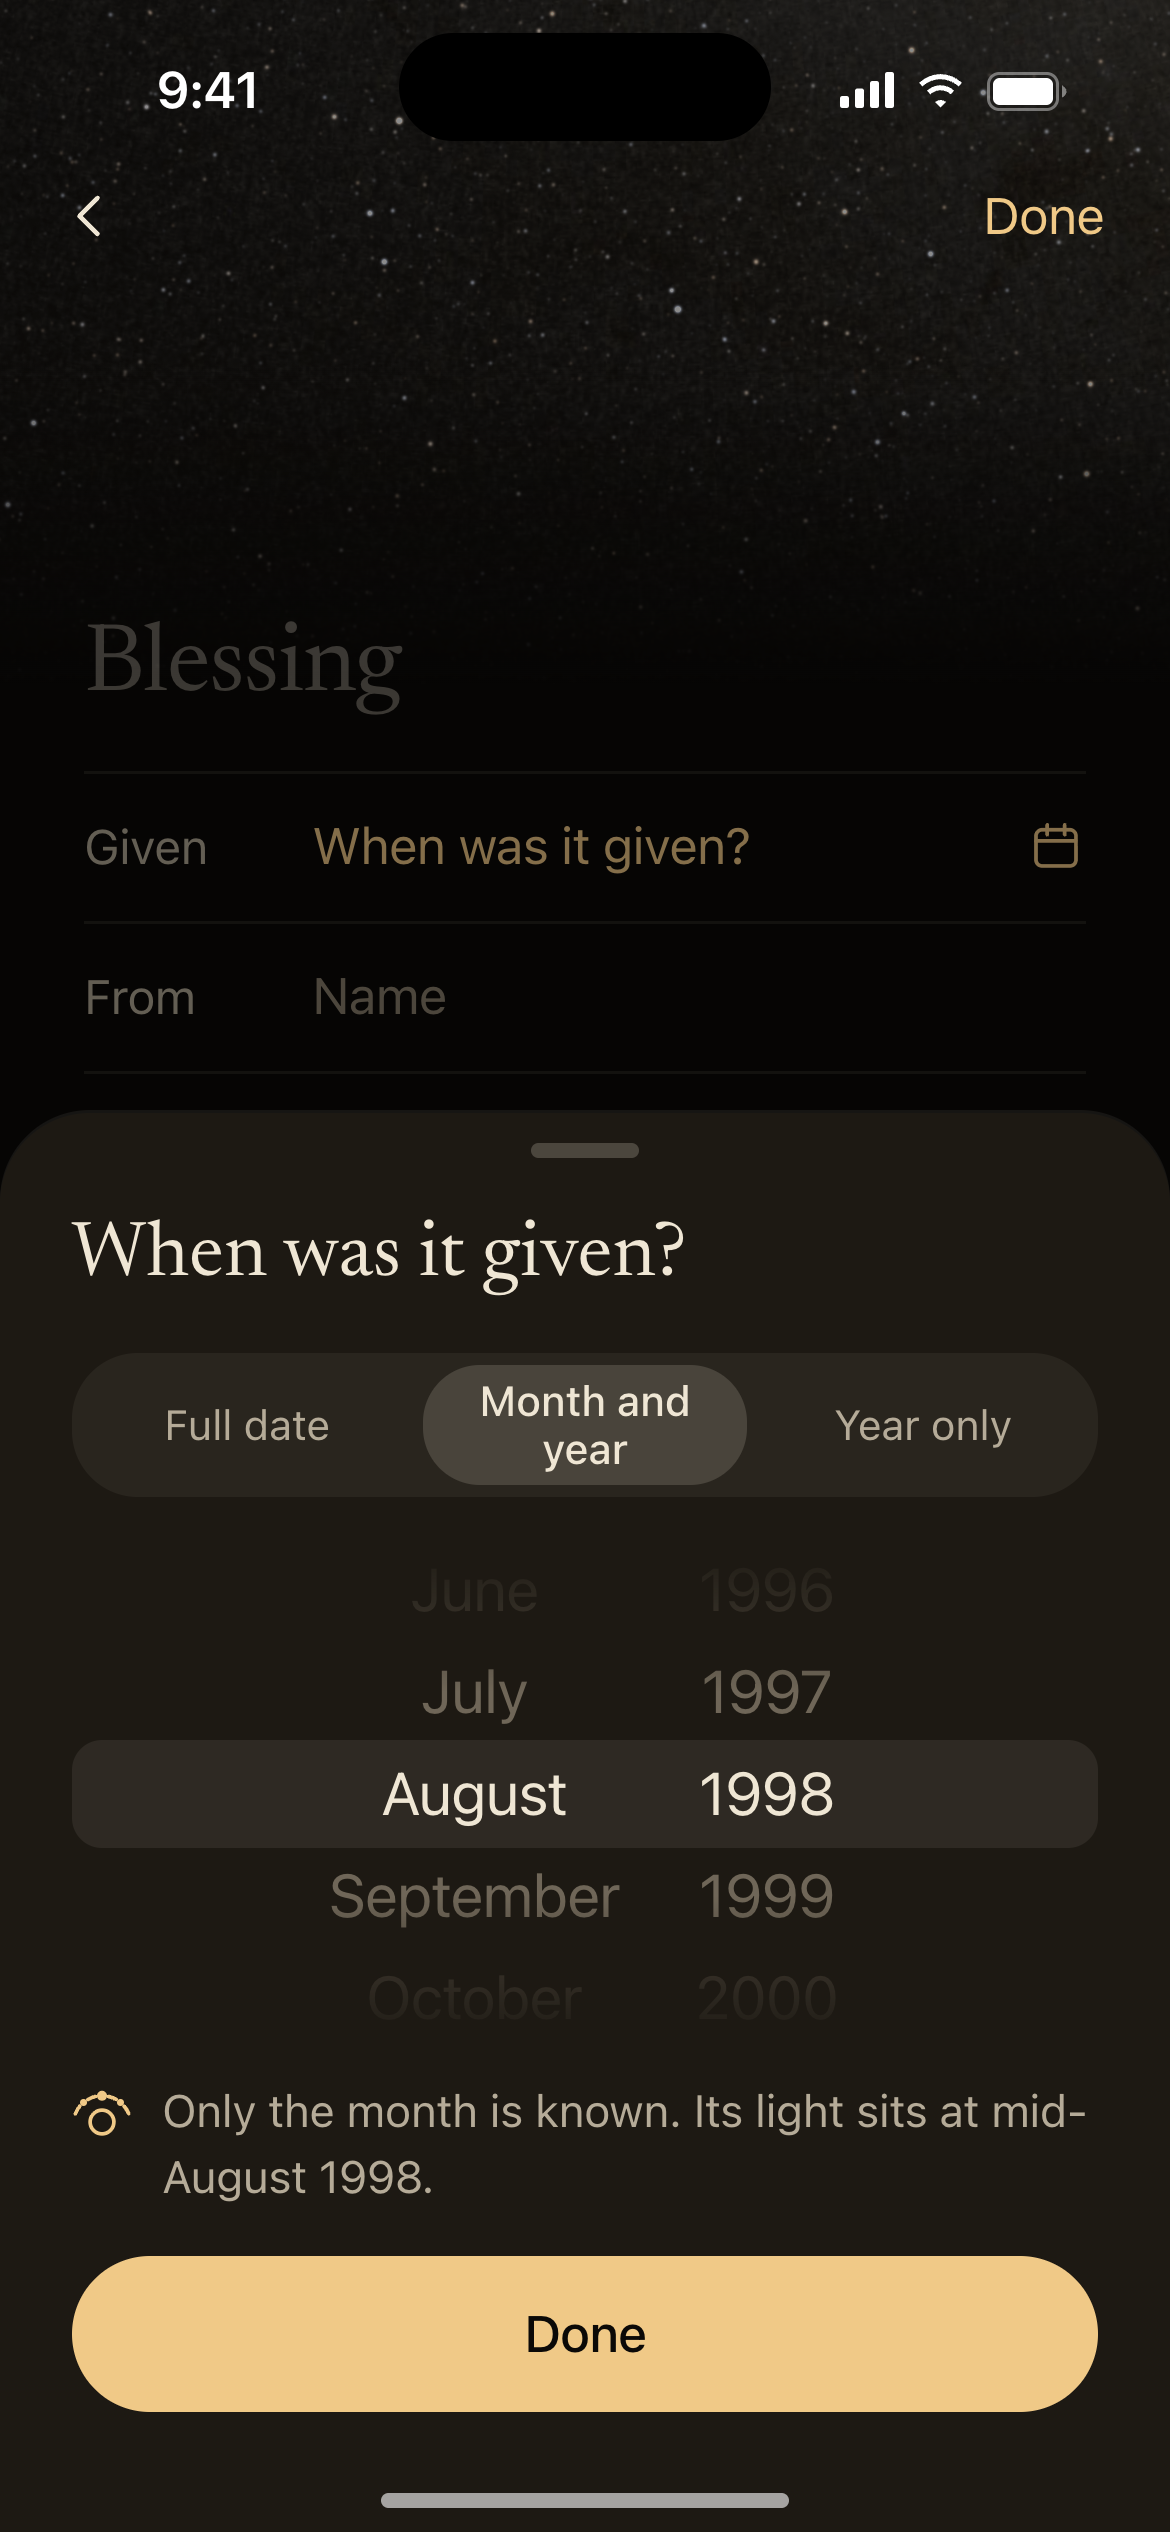 9:41
Done
Blessing
Given When was it given?
From Name
When was it given?
Full date Month and year Year only
June 1996
July 1997
August 1998
September 1999
October 2000
Only the month is known. Its light sits at mid-
August 1998.
Done